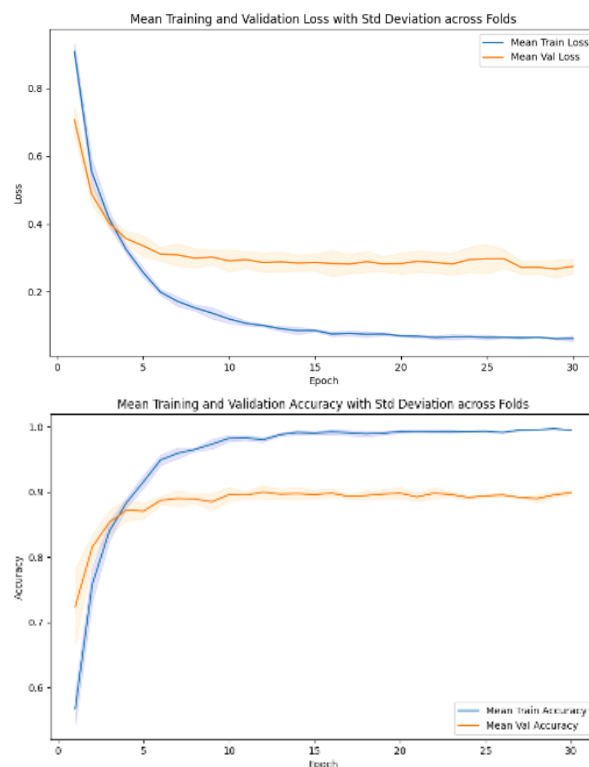 Mean Training and Validation Loss with Std Deviation across Folds
Mean Train Loss
Mean Val Loss
0.8
0.6
0.4
0.2
Loss
0
5
10
15
20
25
30
Epoch
Mean Training and Validation Accuracy with Std Deviation across Folds
1.0
0.9
0.8
0.7
0.6
Accuracy
Mean Train Accuracy
Mean Val Accuracy
0
5
10
15
20
25
30
Epoch